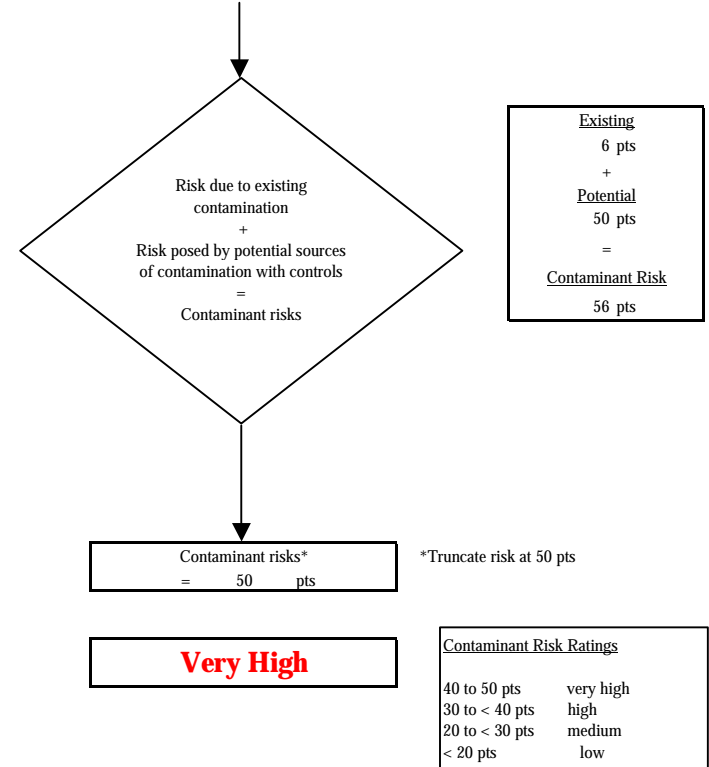 Risk due to existing
contamination
+
Risk posed by potential sources
of contamination with controls
=
Contaminant risks
Existing
6 pts
+
Potential
50 pts
=
Contaminant Risk
56 pts
Contaminant risks*
= 50 pts
*Truncate risk at 50 pts
Very High
Contaminant Risk Ratings
40 to 50 pts very high
30 to < 40 pts high
20 to < 30 pts medium
< 20 pts low